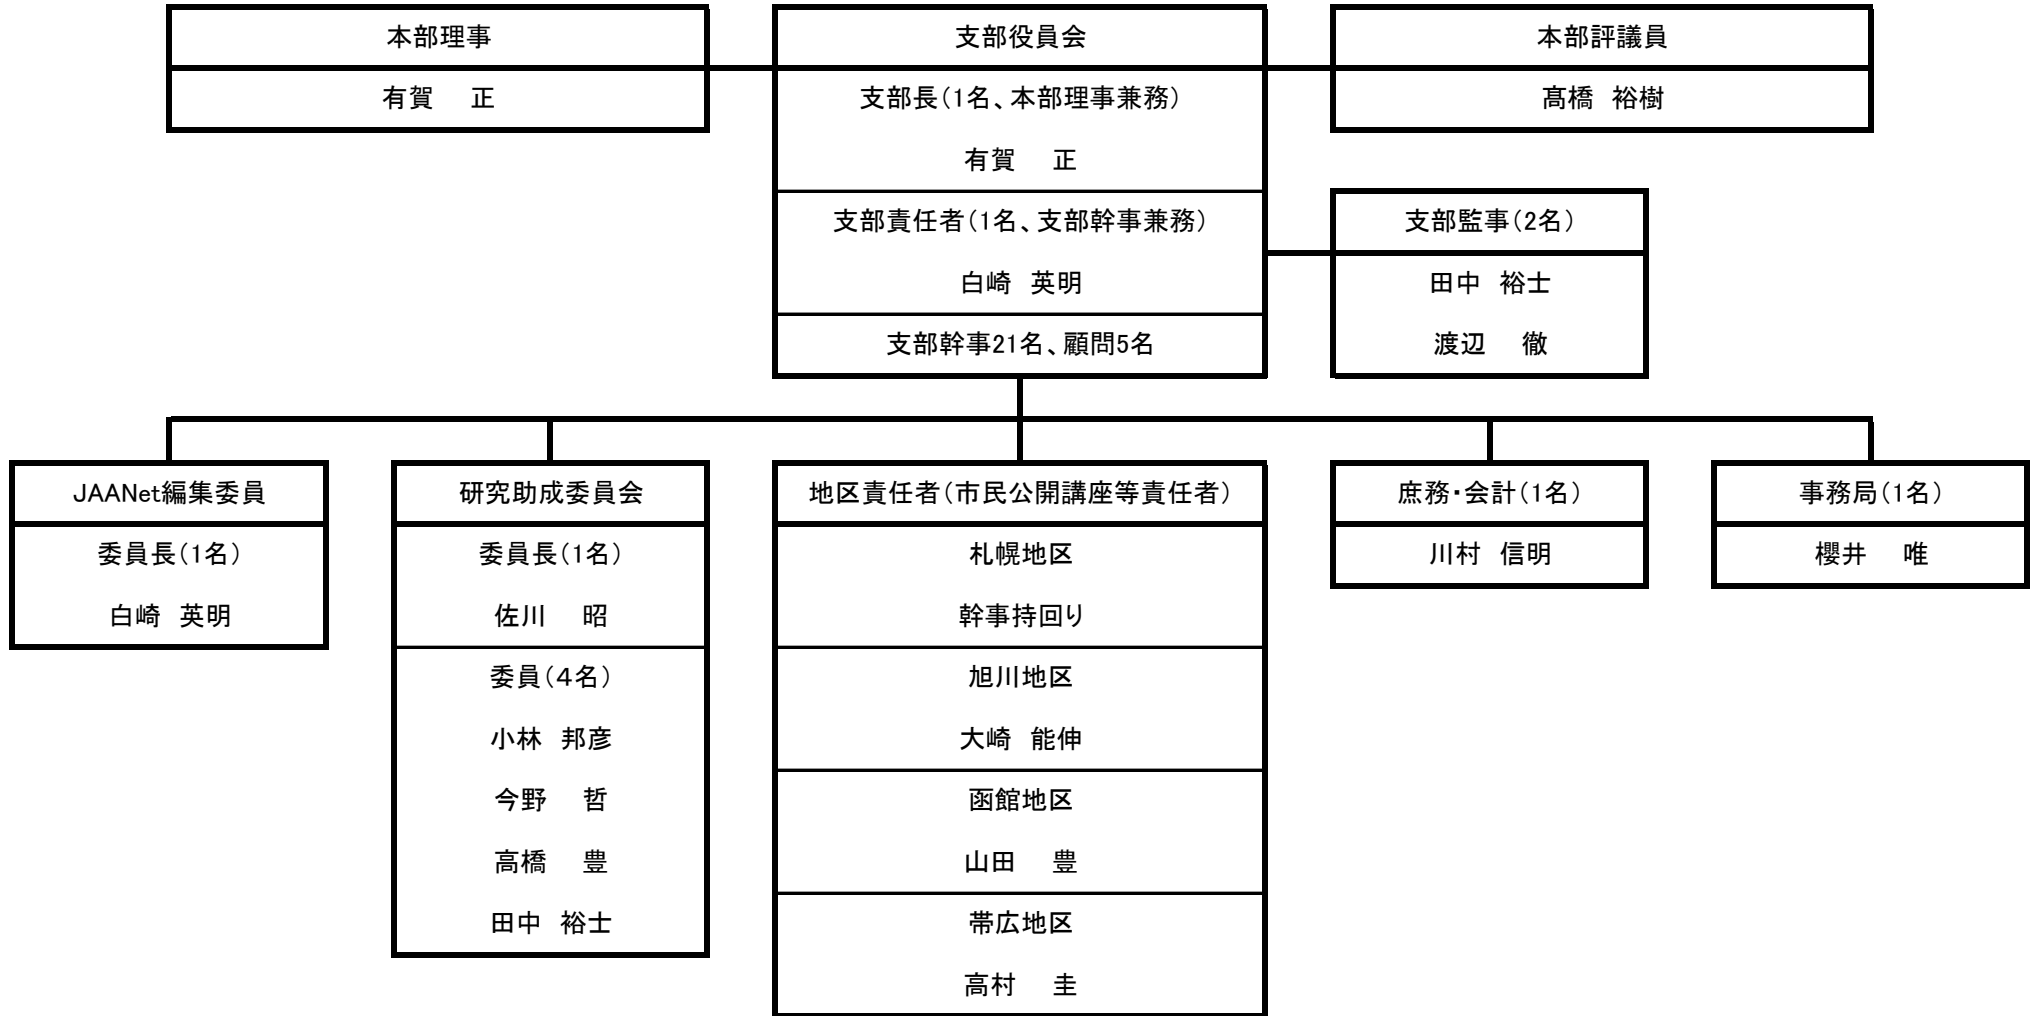 本部理事
有賀　正
支部役員会
支部長（1名、本部理事兼務）
有賀　正
支部責任者（1名、支部幹事兼務）
白崎　英明
支部幹事21名、顧問5名
本部評議員
髙橋　裕樹
支部監事（2名）
田中　裕士
渡辺　徹
JAANet編集委員
委員長（1名）
白崎　英明
研究助成委員会
委員長（1名）
佐川　昭
委員（４名）
小林　邦彦
今野　哲
高橋　豊
田中　裕士
地区責任者（市民公開講座等責任者）
札幌地区
幹事持回り
旭川地区
大崎　能伸
函館地区
山田　豊
帯広地区
高村　圭
庶務・会計（1名）
川村　信明
事務局（1名）
櫻井　唯